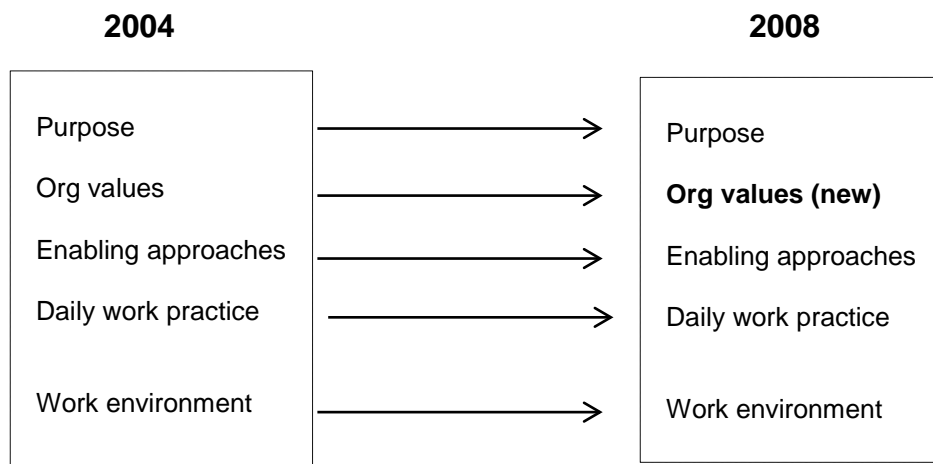 2004
2008
Purpose
Org values
Enabling approaches
Daily work practice
Work environment
Purpose
Org values (new)
Enabling approaches
Daily work practice
Work environment